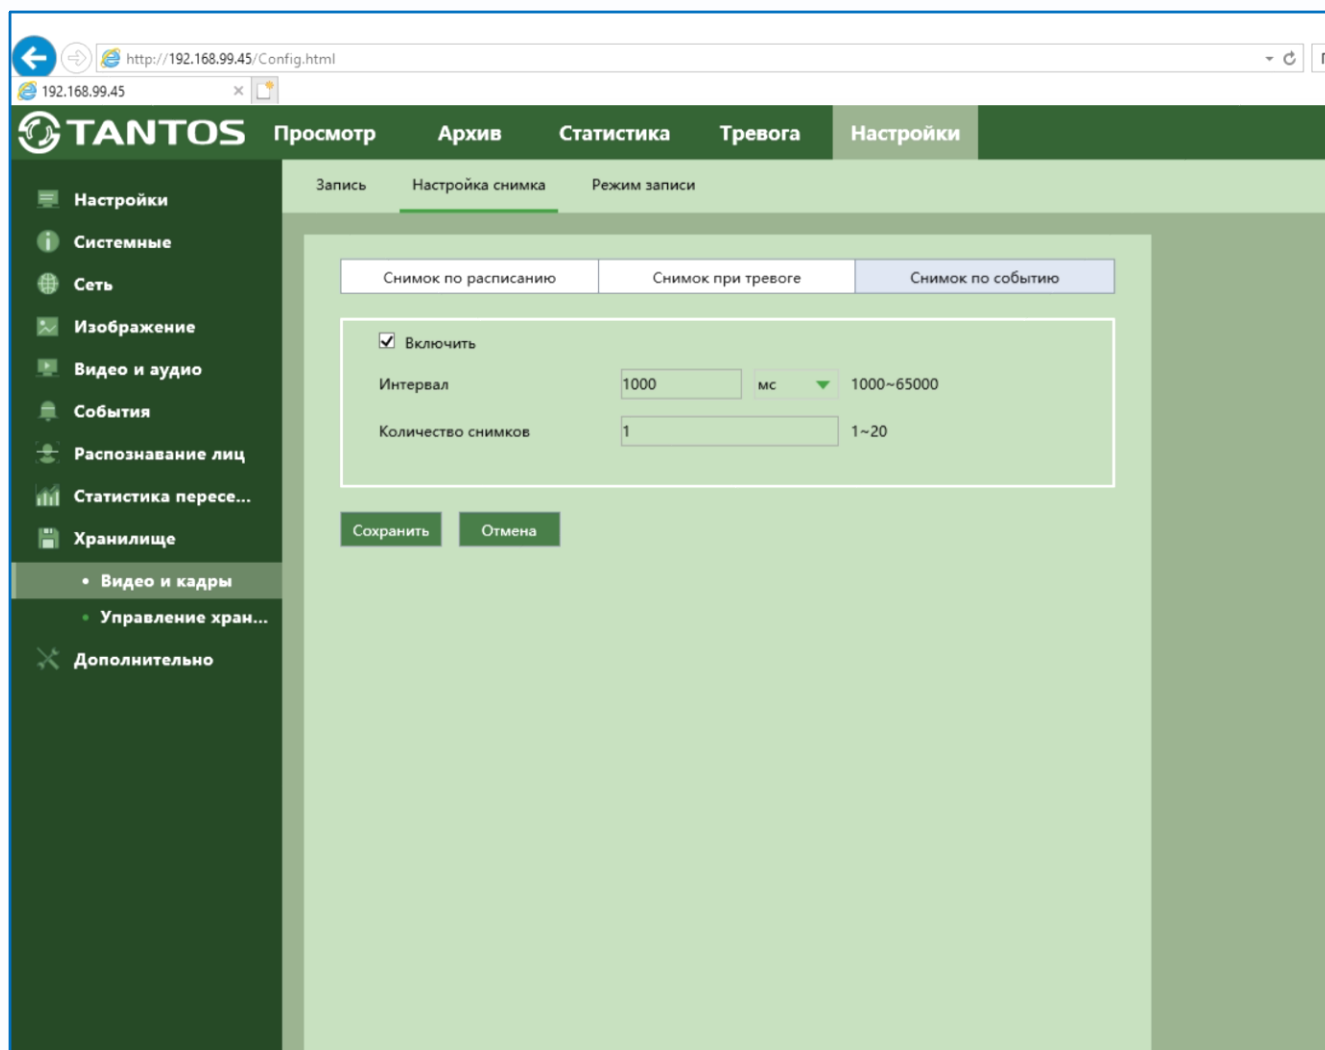 http://192.168.99.45/Config.html
192.168.99.45
TANTOS Просмотр Архив Статистика Тревога Настройки
Запись Настройка снимка Режим записи
Настройки
Системные
Сеть
Изображение
Видео и аудио
События
Распознавание лиц
Статистика пересе...
Хранилище
• Видео и кадры
• Управление хран...
Дополнительно
Снимок по расписанию Снимок при тревоге Снимок по событию
Включить
Интервал 1000 мс 1000~65000
Количество снимков 1 1~20
Сохранить Отмена